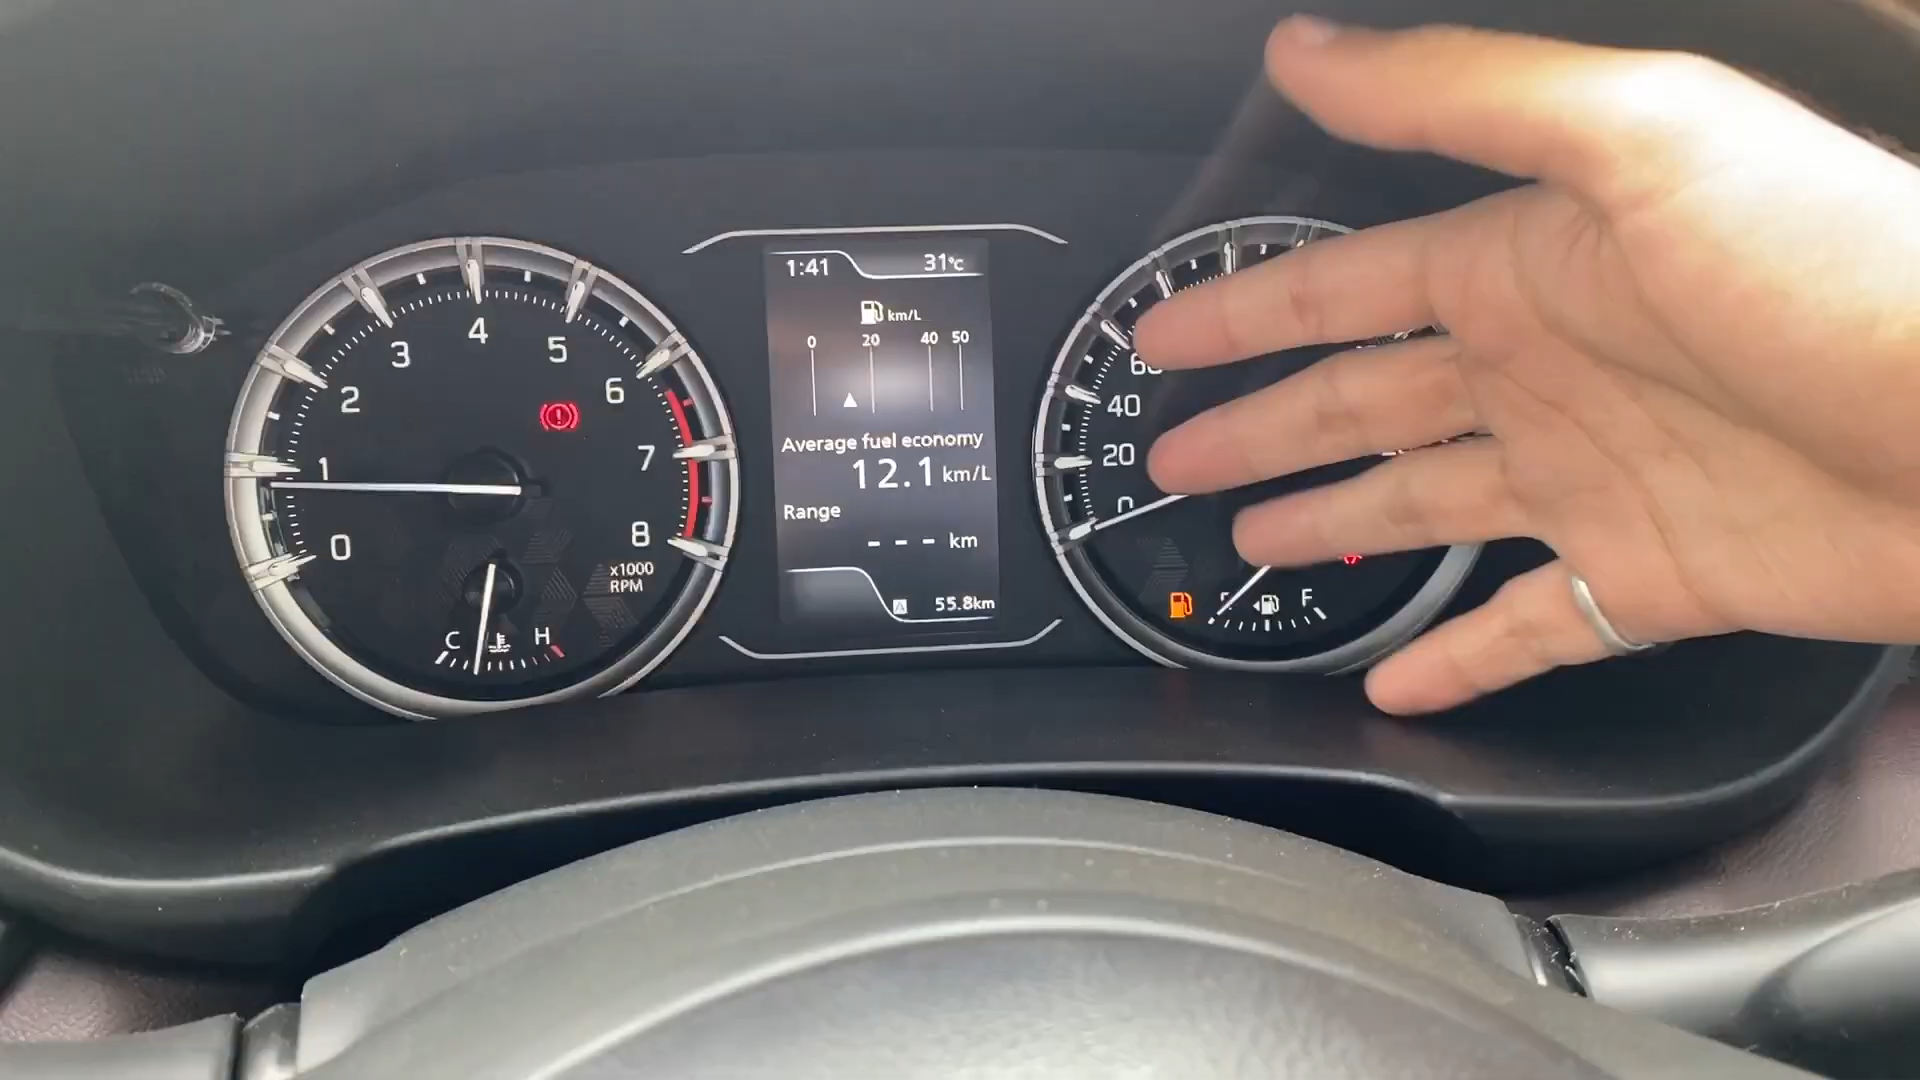 0
1
2
3
4
5
6
7
8
x1000
RPM
C
H
1:41
31°C
km/L
0 20 40 50
Average fuel economy
12.1 km/L
Range
--- km
A 55.8km
40
20
0
F